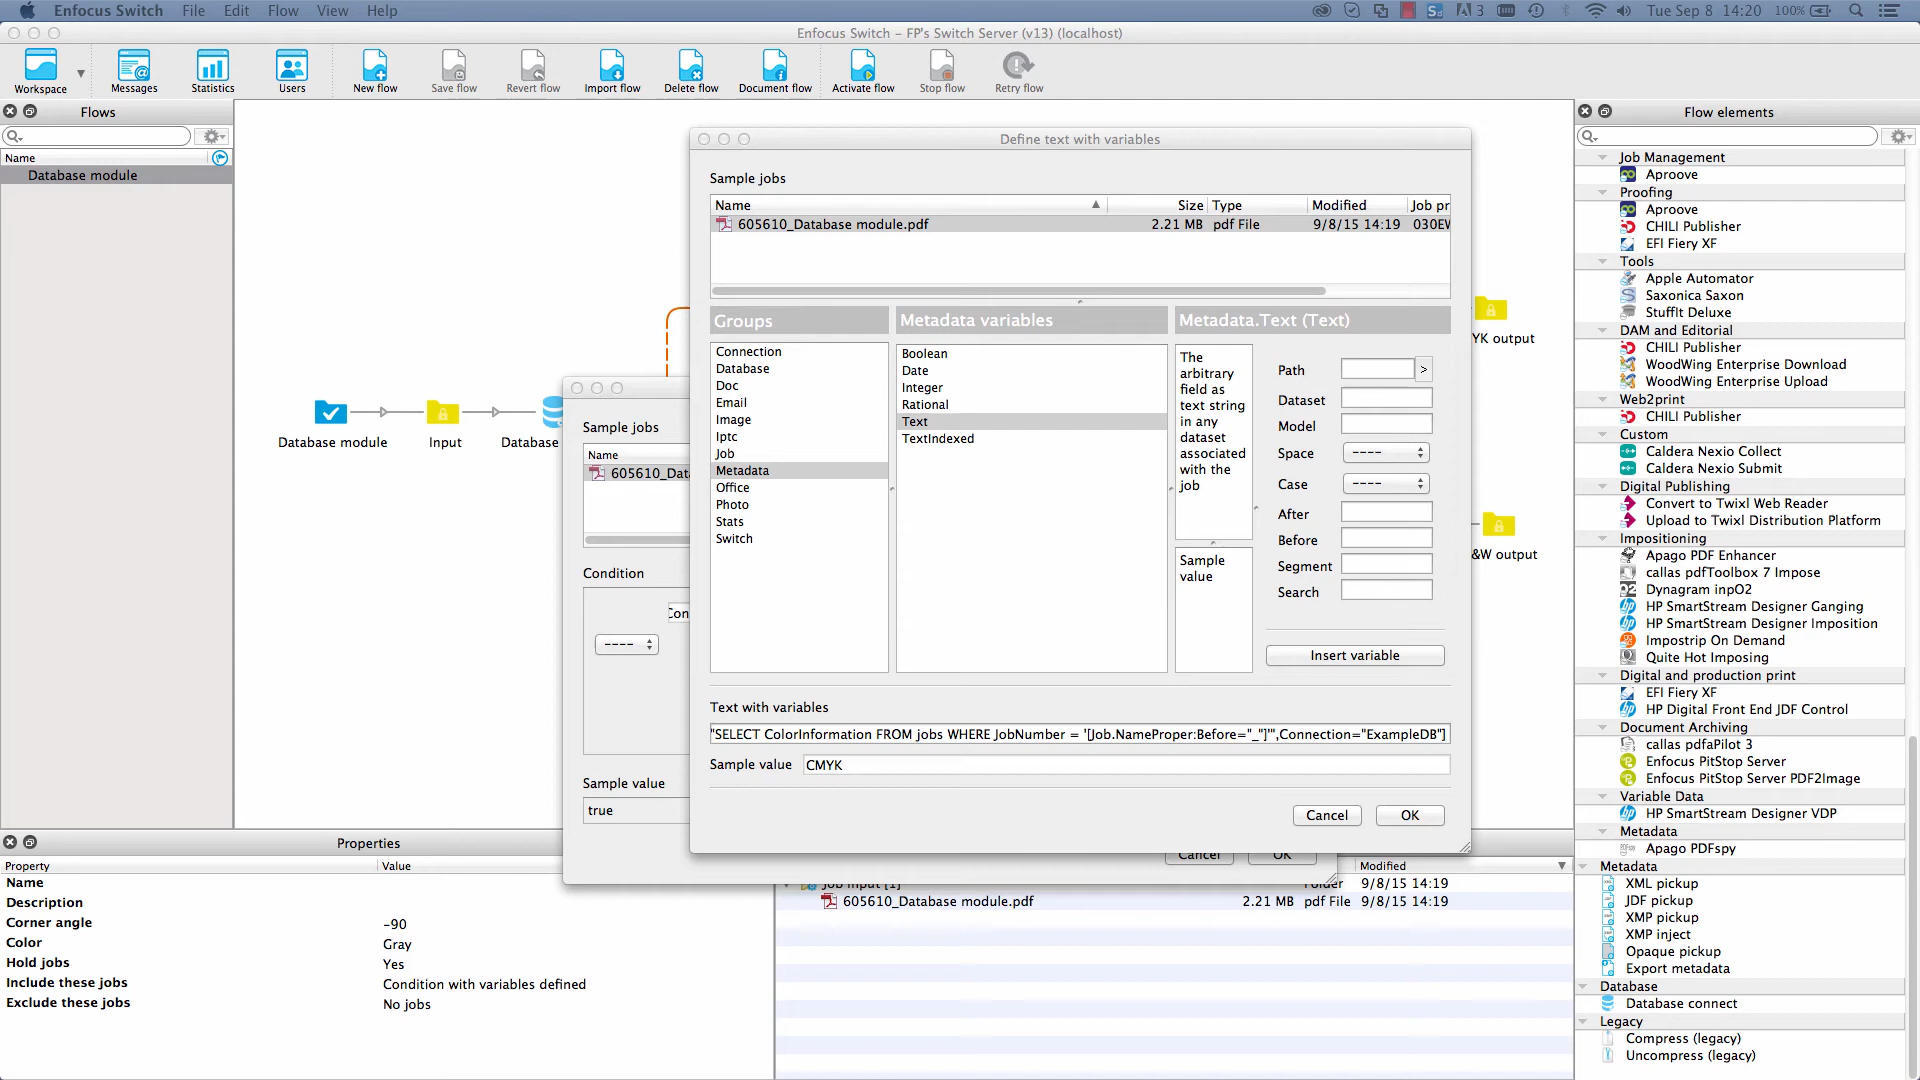 Enfocus Switch File Edit Flow View Help 3 Tue Sep 8 14:20 100%
Enfocus Switch – FP's Switch Server (v13) (localhost)
Workspace Messages Statistics Users New flow Save flow Revert flow Import flow Delete flow Document flow Activate flow Stop flow Retry flow
Flows
Name
Database module
Database module
Input
Database
YK output
&W output
Define text with variables
Sample jobs
Name Size Type Modified Job pr
605610_Database module.pdf 2.21 MB pdf File 9/8/15 14:19 030EW
Groups
Connection
Database
Doc
Email
Image
Iptc
Job
Metadata
Office
Photo
Stats
Switch
Metadata variables
Boolean
Date
Integer
Rational
Text
TextIndexed
Metadata.Text (Text)
The
arbitrary
field as
text string
in any
dataset
associated
with the
job
Sample
value
Path >
Dataset
Model
Space ----
Case ----
After
Before
Segment
Search
Insert variable
Text with variables
"SELECT ColorInformation FROM jobs WHERE JobNumber = '[Job.NameProper:Before="_"]'",Connection="ExampleDB"]
Sample value CMYK
Cancel OK
Sample jobs
Name
605610_Data
Condition
Con
----
Sample value
true
Cancel OK
Properties
Property Value
Name
Description
Corner angle -90
Color Gray
Hold jobs Yes
Include these jobs Condition with variables defined
Exclude these jobs No jobs
Modified
Job input [1] Folder 9/8/15 14:19
605610_Database module.pdf 2.21 MB pdf File 9/8/15 14:19
Flow elements
Job Management
Aproove
Proofing
Aproove
CHILI Publisher
EFI Fiery XF
Tools
Apple Automator
Saxonica Saxon
StuffIt Deluxe
DAM and Editorial
CHILI Publisher
WoodWing Enterprise Download
WoodWing Enterprise Upload
Web2print
CHILI Publisher
Custom
Caldera Nexio Collect
Caldera Nexio Submit
Digital Publishing
Convert to Twixl Web Reader
Upload to Twixl Distribution Platform
Impositioning
Apago PDF Enhancer
callas pdfToolbox 7 Impose
Dynagram inpO2
HP SmartStream Designer Ganging
HP SmartStream Designer Imposition
Impostrip On Demand
Quite Hot Imposing
Digital and production print
EFI Fiery XF
HP Digital Front End JDF Control
Document Archiving
callas pdfaPilot 3
Enfocus PitStop Server
Enfocus PitStop Server PDF2Image
Variable Data
HP SmartStream Designer VDP
Metadata
Apago PDFspy
Metadata
XML pickup
JDF pickup
XMP pickup
XMP inject
Opaque pickup
Export metadata
Database
Database connect
Legacy
Compress (legacy)
Uncompress (legacy)